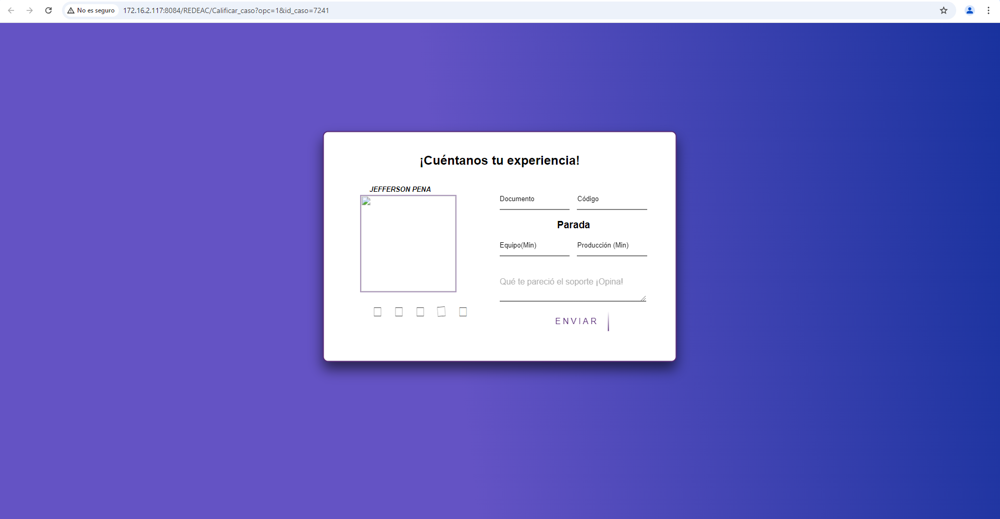 No es seguro 172.16.2.117:8084/REDEAC/Calificar_caso?opc=1&id_caso=7241
¡Cuéntanos tu experiencia!
JEFFERSON PENA
Documento Código
Parada
Equipo(Min) Producción (Min)
Qué te pareció el soporte ¡Opina!
ENVIAR